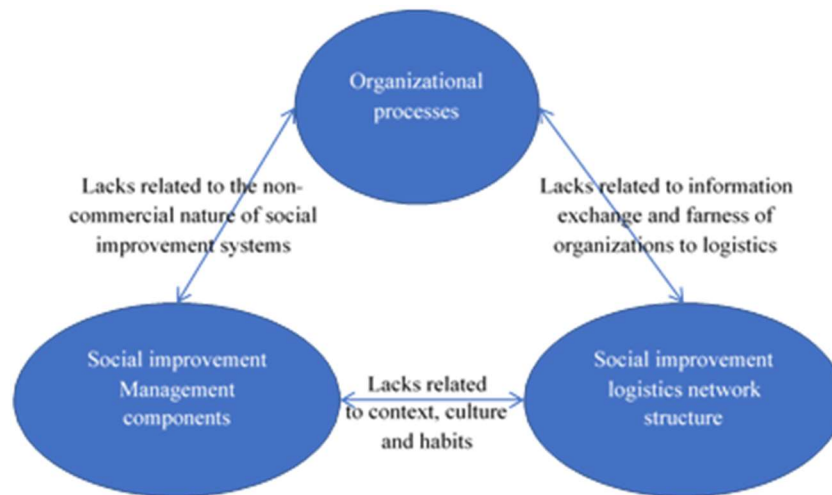 Organizational
processes
Lacks related to the non-
commercial nature of social
improvement systems
Lacks related to information
exchange and farness of
organizations to logistics
Social improvement
Management
components
Lacks related
to context, culture
and habits
Social improvement
logistics network
structure